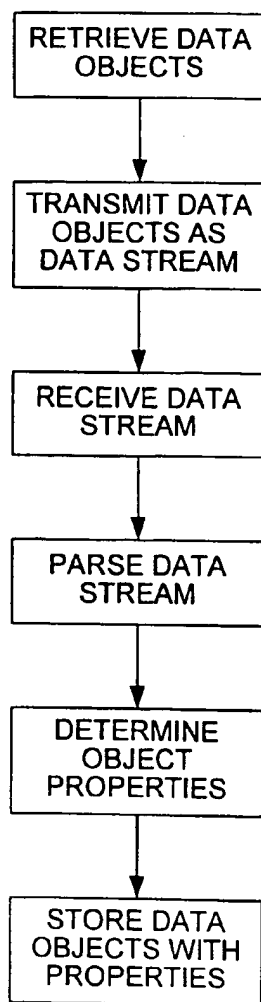 RETRIEVE DATA
OBJECTS
TRANSMIT DATA
OBJECTS AS
DATA STREAM
RECEIVE DATA
STREAM
PARSE DATA
STREAM
DETERMINE
OBJECT
PROPERTIES
STORE DATA
OBJECTS WITH
PROPERTIES